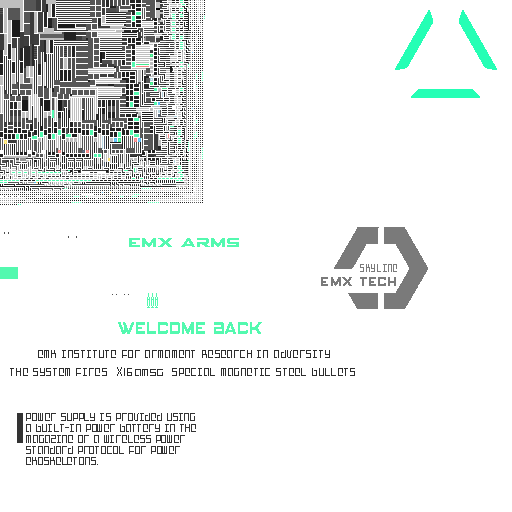 EMX ARMS
SKYLINE
EMX TECH
WELCOME BACK
EMX INSTITUTE FOR ARMAMENT RESEARCH IN ADVERSITY
THE SYSTEM FIRES X16AMSG SPECIAL MAGNETIC STEEL BULLETS
POWER SUPPLY IS PROVIDED USING
A BUILT-IN POWER BATTERY IN THE
MAGAZINE OR A WIRELESS POWER
STANDARD PROTOCOL FOR POWER
EXOSKELETONS.